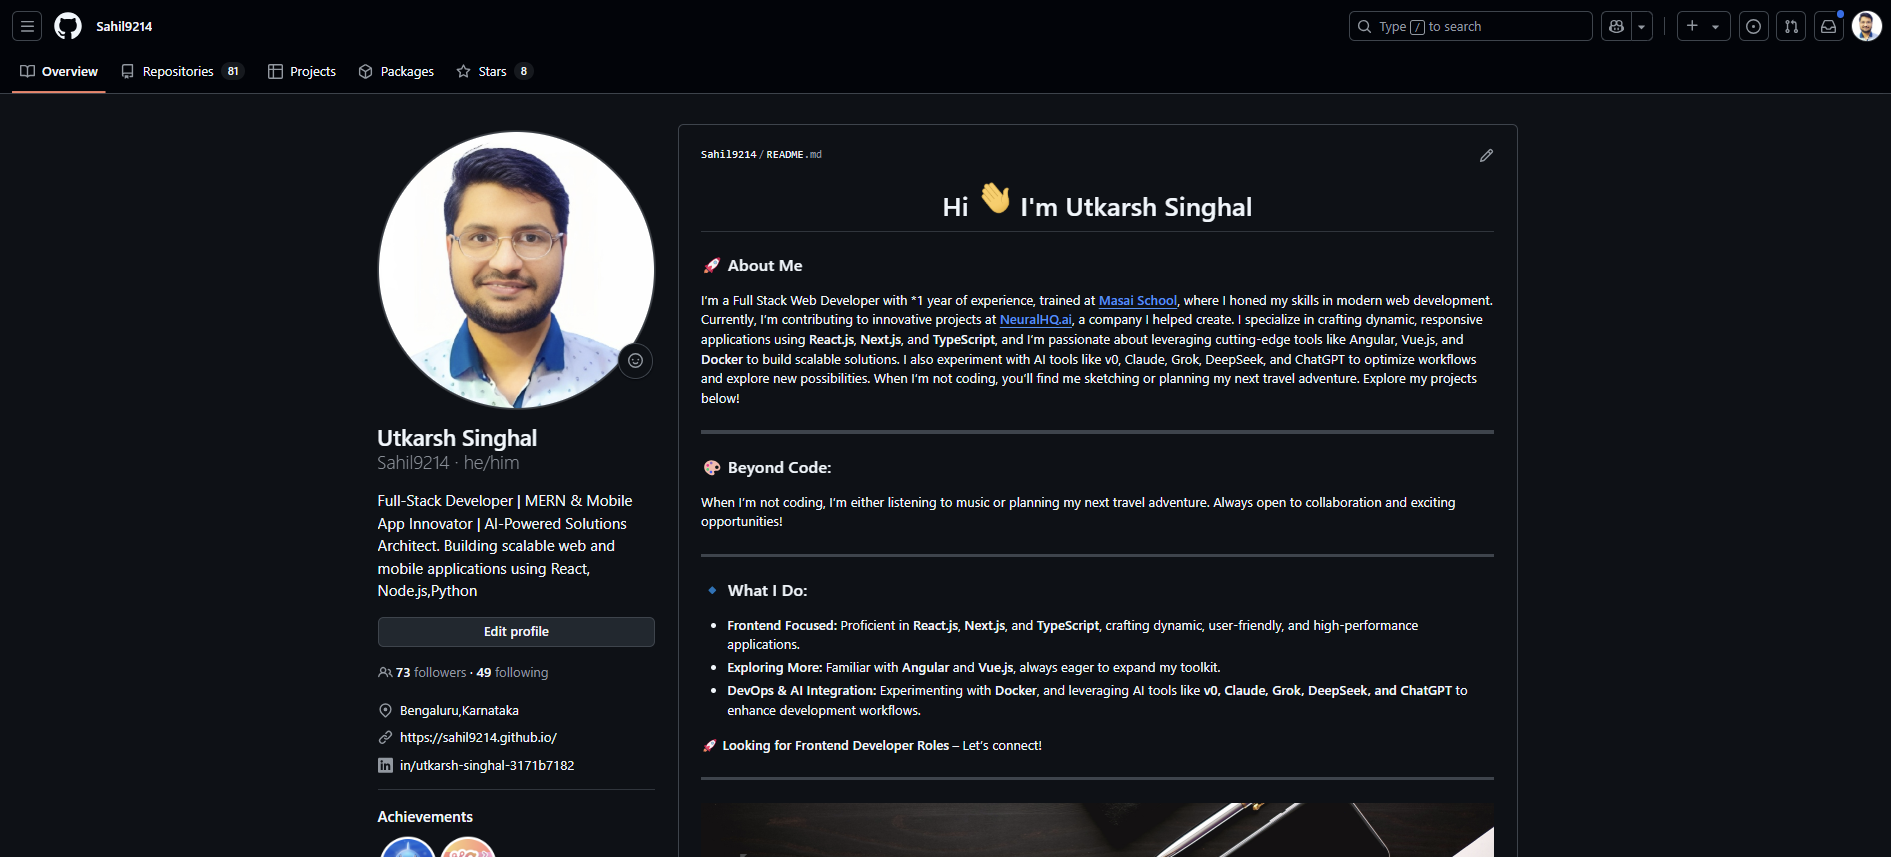 Sahil9214
Type / to search
Overview
Repositories 81
Projects
Packages
Stars 8
Utkarsh Singhal
Sahil9214 · he/him
Full-Stack Developer | MERN & Mobile
App Innovator | AI-Powered Solutions
Architect. Building scalable web and
mobile applications using React,
Node.js,Python
Edit profile
73 followers · 49 following
Bengaluru,Karnataka
https://sahil9214.github.io/
in/utkarsh-singhal-3171b7182
Achievements
Sahil9214/README.md
Hi 👋 I'm Utkarsh Singhal
🚀 About Me
I'm a Full Stack Web Developer with *1 year of experience, trained at Masai School, where I honed my skills in modern web development.
Currently, I'm contributing to innovative projects at NeuralHQ.ai, a company I helped create. I specialize in crafting dynamic, responsive
applications using React.js, Next.js, and TypeScript, and I'm passionate about leveraging cutting-edge tools like Angular, Vue.js, and
Docker to build scalable solutions. I also experiment with AI tools like v0, Claude, Grok, DeepSeek, and ChatGPT to optimize workflows
and explore new possibilities. When I'm not coding, you'll find me sketching or planning my next travel adventure. Explore my projects
below!
🎨 Beyond Code:
When I'm not coding, I'm either listening to music or planning my next travel adventure. Always open to collaboration and exciting
opportunities!
🔹 What I Do:
• Frontend Focused: Proficient in React.js, Next.js, and TypeScript, crafting dynamic, user-friendly, and high-performance
applications.
• Exploring More: Familiar with Angular and Vue.js, always eager to expand my toolkit.
• DevOps & AI Integration: Experimenting with Docker, and leveraging AI tools like v0, Claude, Grok, DeepSeek, and ChatGPT to
enhance development workflows.
🚀 Looking for Frontend Developer Roles – Let's connect!